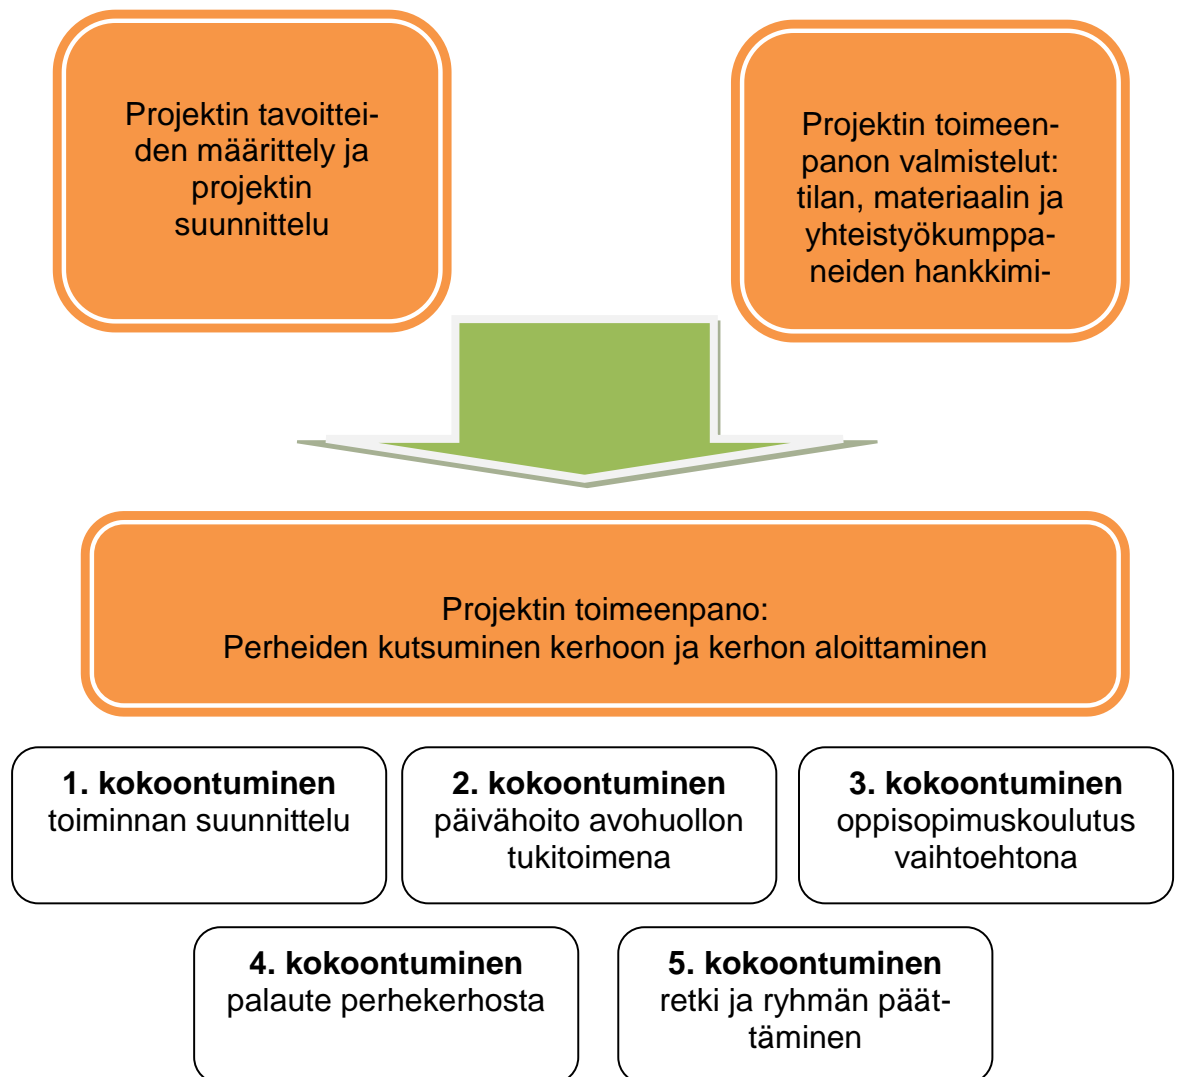 Projektin tavoittei-
den määrittely ja
projektin
suunnittelu
Projektin toimeen-
panon valmistelut:
tilan, materiaalin ja
yhteistyökumppa-
neiden hankkimi-
Projektin toimeenpano:
Perheiden kutsuminen kerhoon ja kerhon aloittaminen
1. kokoontuminen
toiminnan suunnittelu
2. kokoontuminen
päivähoito avohuollon
tukitoimena
3. kokoontuminen
oppisopimuskoulutus
vaihtoehtona
4. kokoontuminen
palaute perhekerhosta
5. kokoontuminen
retki ja ryhmän päät-
täminen